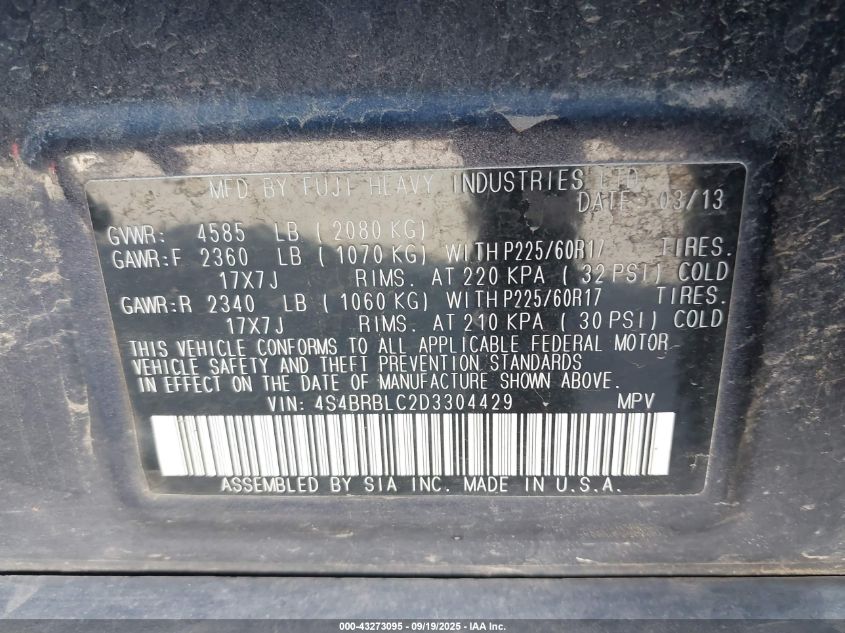 MFD BY FUJI HEAVY INDUSTRIES LTD.
DATE 03/13
GVWR: 4585 LB ( 2080 KG)
GAWR:F 2360 LB ( 1070 KG) WITH P225/60R17 TIRES.
17X7J RIMS. AT 220 KPA ( 32 PSI) COLD
GAWR:R 2340 LB ( 1060 KG) WITH P225/60R17 TIRES.
17X7J RIMS. AT 210 KPA ( 30 PSI) COLD
THIS VEHICLE CONFORMS TO ALL APPLICABLE FEDERAL MOTOR
VEHICLE SAFETY AND THEFT PREVENTION STANDARDS
IN EFFECT ON THE DATE OF MANUFACTURE SHOWN ABOVE.
VIN: 4S4BRBLC2D3304429 MPV
ASSEMBLED BY SIA INC. MADE IN U.S.A.
000-43273095 - 09/19/2025 - IAA Inc.